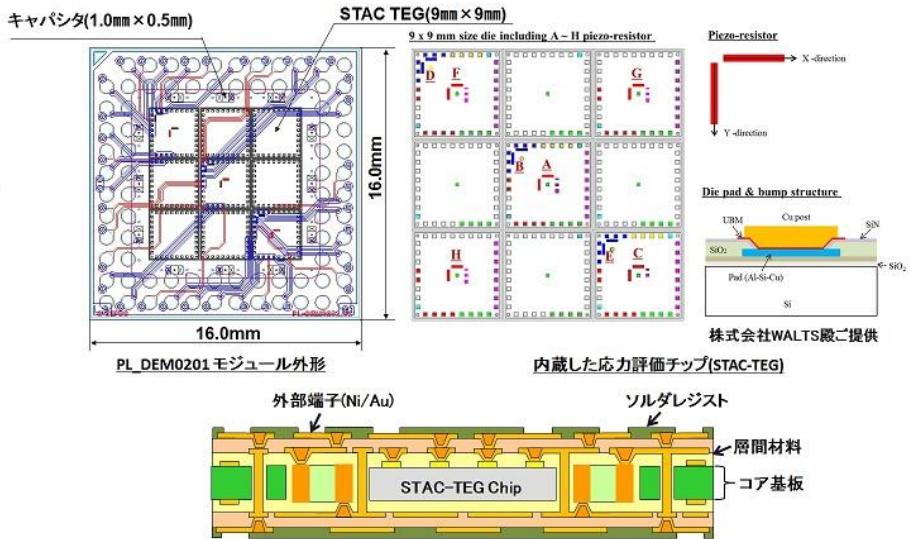 キャパシタ(1.0mm×0.5㎜)
STAC TEG(9㎜×9㎜)
16.0mm
16.0mm
PL_DEM0201 モジュール外形
9 x 9 mm size die including A ~ H piezo-resistor
D
F
G
B
A
H
E
C
Piezo-resistor
X -direction
Y -direction
Die pad & bump structure
UBM
Cu post
SiN
SiO₂
SiO₂
Pad (Al-Si-Cu)
Si
株式会社WALTS殿ご提供
内蔵した応力評価チップ(STAC-TEG)
外部端子(Ni/Au)
ソルダレジスト
層間材料
コア基板
STAC-TEG Chip